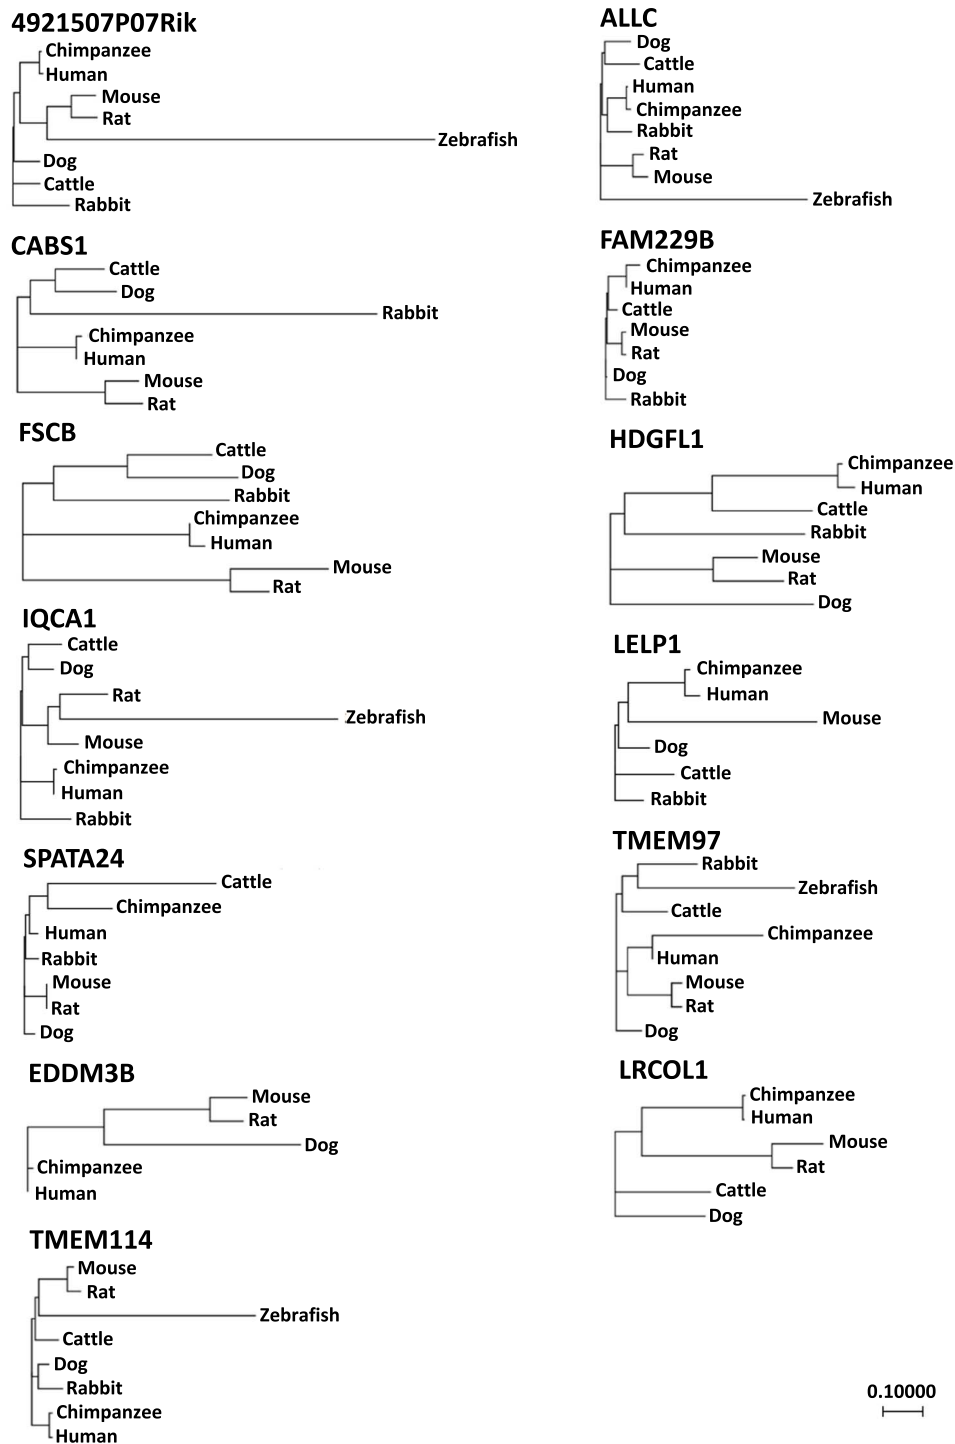 4921507P07Rik
Chimpanzee
Human
Mouse
Rat
Zebrafish
Dog
Cattle
Rabbit
ALLC
Dog
Cattle
Human
Chimpanzee
Rabbit
Rat
Mouse
Zebrafish
CABS1
Cattle
Dog
Rabbit
Chimpanzee
Human
Mouse
Rat
FAM229B
Chimpanzee
Human
Cattle
Mouse
Rat
Dog
Rabbit
FSCB
Cattle
Dog
Rabbit
Chimpanzee
Human
Mouse
Rat
HDGFL1
Chimpanzee
Human
Cattle
Rabbit
Mouse
Rat
Dog
IQCA1
Cattle
Dog
Rat
Zebrafish
Mouse
Chimpanzee
Human
Rabbit
LELP1
Chimpanzee
Human
Mouse
Dog
Cattle
Rabbit
SPATA24
Cattle
Chimpanzee
Human
Rabbit
Mouse
Rat
Dog
TMEM97
Rabbit
Zebrafish
Cattle
Chimpanzee
Human
Mouse
Rat
Dog
EDDM3B
Mouse
Rat
Dog
Chimpanzee
Human
LRCOL1
Chimpanzee
Human
Mouse
Rat
Cattle
Dog
TMEM114
Mouse
Rat
Zebrafish
Cattle
Dog
Rabbit
Chimpanzee
Human
0.10000